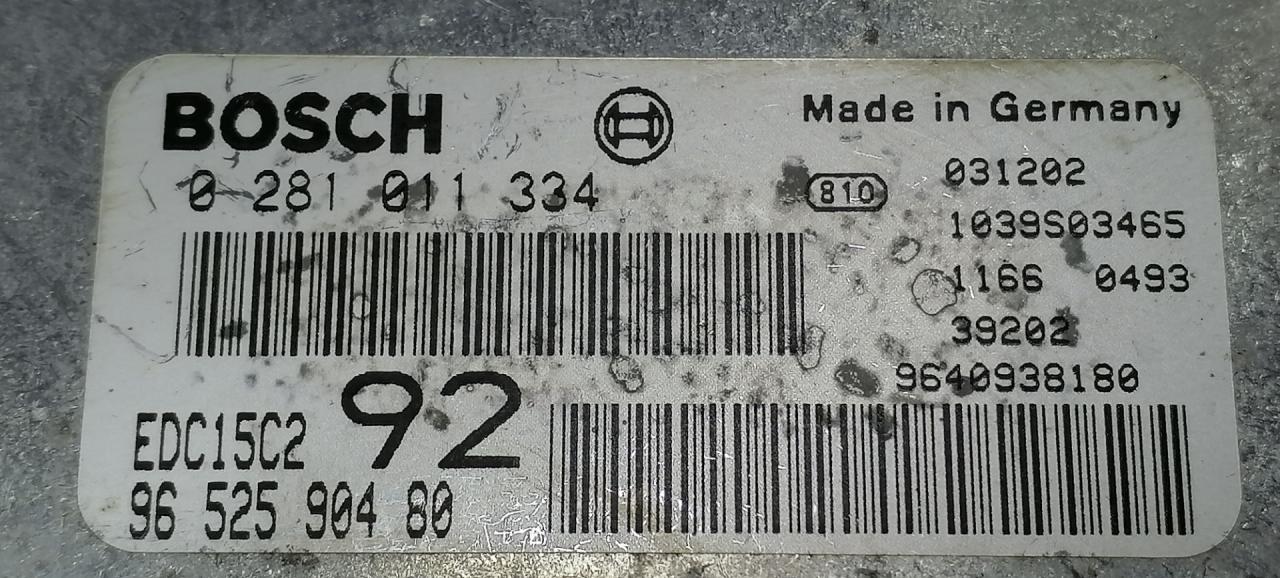 BOSCH
Made in Germany
0 281 011 334
810
031202
1039S03465
1166 0493
39202
9640938180
EDC15C2 92
96 525 904 80